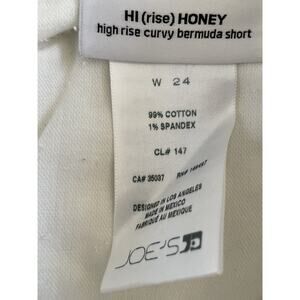 HI (rise) HONEY
high rise curvy bermuda short
W 24
99% COTTON
1% SPANDEX
CL# 147
CA# 35037
DESIGNED IN LOS ANGELES
MADE IN MEXICO
FABRIQUÉ AU MEXIQUE
JOE'S